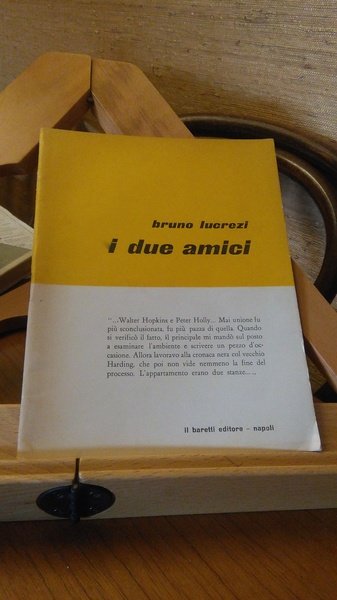 bruno lucrezi
i due amici
"...Walter Hopkins e Peter Holly... Mai unione fu
più sconclusionata, fu più pazza di quella. Quando
si verificò il fatto, il principale mi mandò sul posto
a esaminare l'ambiente e scrivere un pezzo d'oc-
casione. Allora lavoravo alla cronaca nera col vecchio
Harding, che poi non vide nemmeno la fine del
processo. L'appartamento erano due stanze... „
il baretti editore - napoli